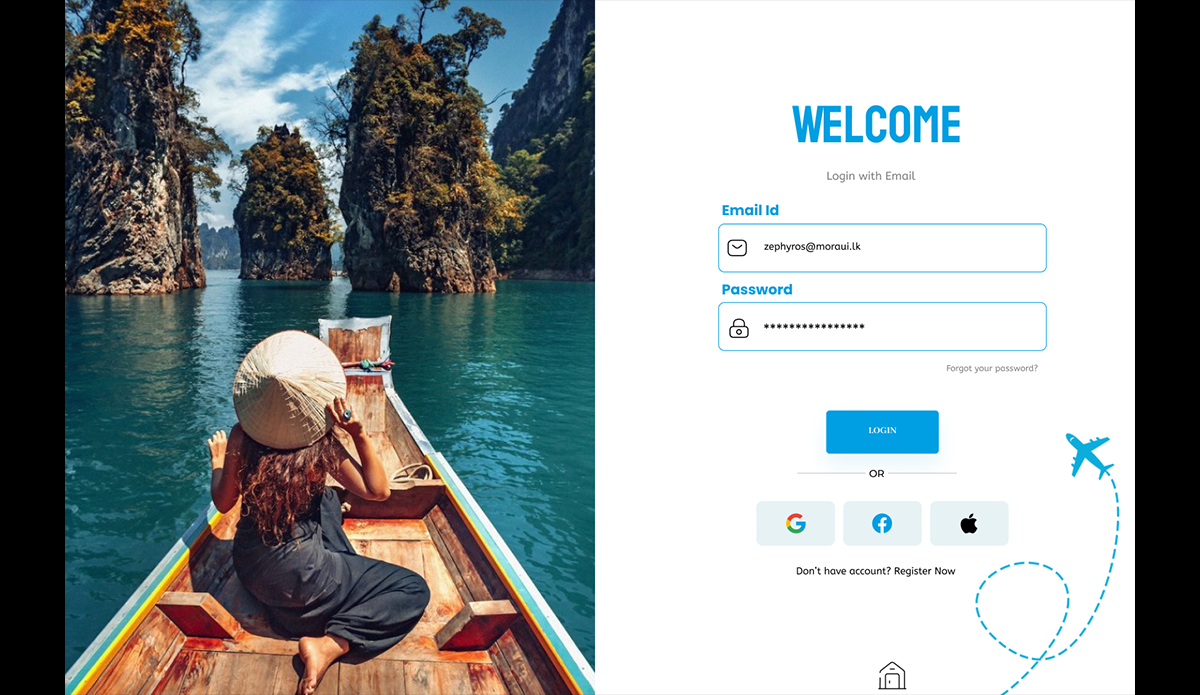 WELCOME
Login with Email
Email Id
zephyros@moraui.lk
Password
****************
Forgot your password?
LOGIN
OR
Don't have account? Register Now